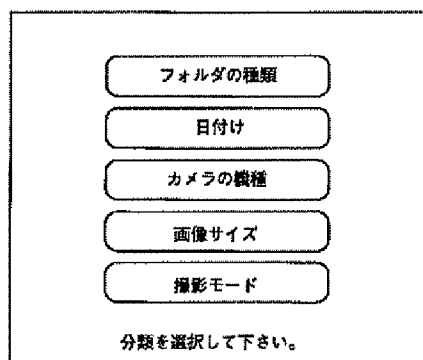 フォルダの種類
日付け
カメラの機種
画像サイズ
撮影モード
分類を選択して下さい。